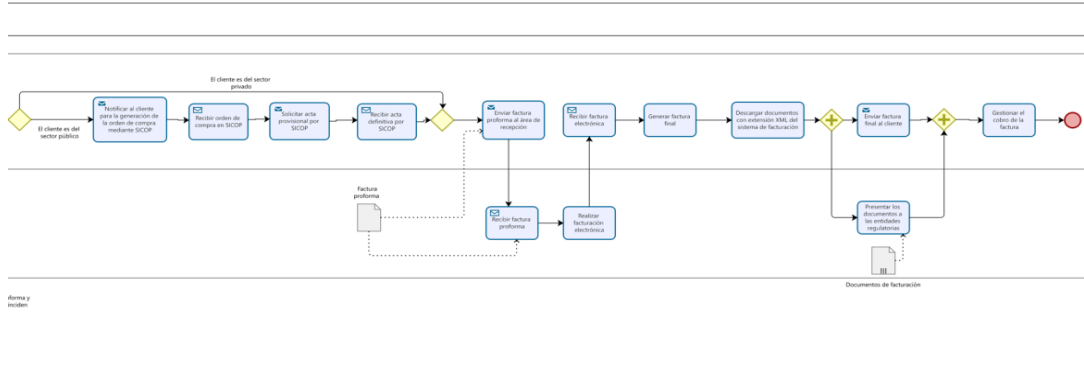 El cliente es del sector
privado
El cliente es del
sector público
Notificar al cliente
para la generación de
la orden de compra
mediante SICOP
Recibir orden de
compra en SICOP
Solicitar acta
provisional por
SICOP
Recibir acta
definitiva por
SICOP
Enviar factura
proforma al área de
recepción
Recibir factura
electrónica
Generar factura
final
Descargar documentos
con extensión XML del
sistema de facturación
Enviar factura
final al cliente
Gestionar el
cobro de la
factura
Factura
proforma
Recibir factura
proforma
Realizar
facturación
electrónica
Presentar los
documentos a
las entidades
regulatorias
Documentos de facturación